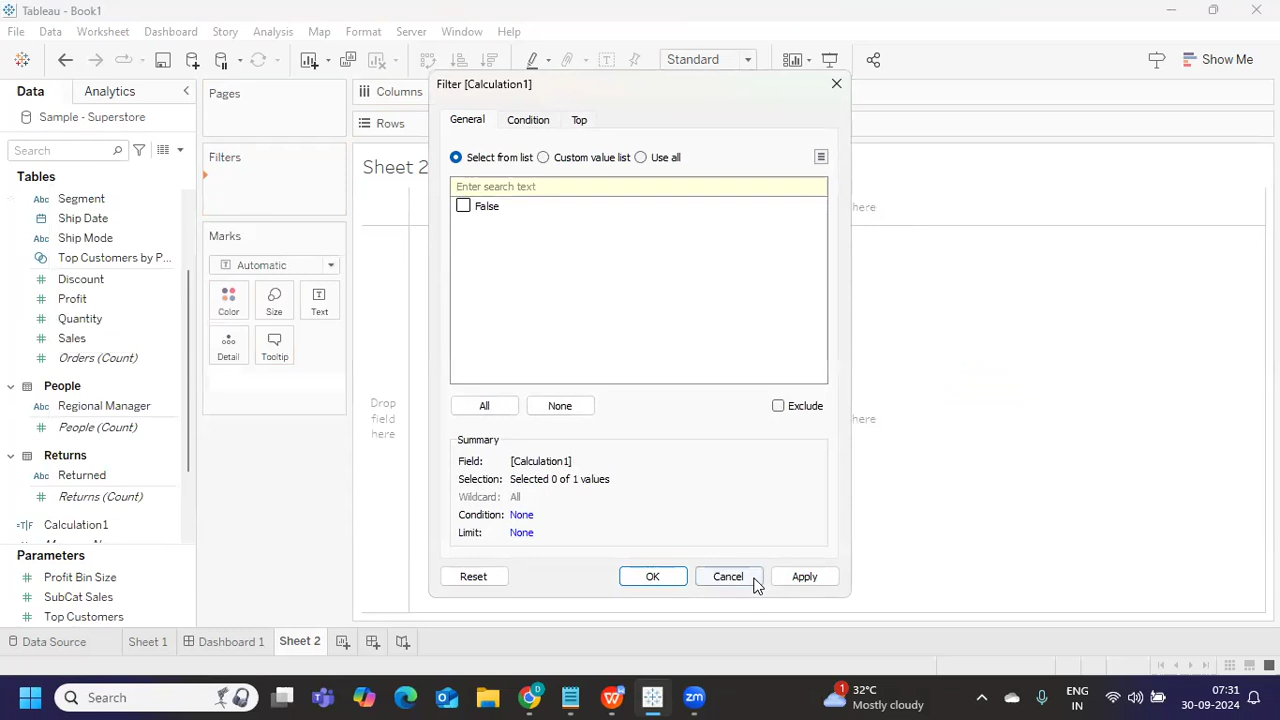 Tableau - Book1
File Data Worksheet Dashboard Story Analysis Map Format Server Window Help
Standard
Show Me
Data Analytics
Sample - Superstore
Search
Tables
Abc Segment
Ship Date
Abc Ship Mode
Top Customers by P...
# Discount
# Profit
# Quantity
# Sales
# Orders (Count)
People
Abc Regional Manager
# People (Count)
Returns
Abc Returned
# Returns (Count)
=T|F Calculation1
Parameters
# Profit Bin Size
# SubCat Sales
# Top Customers
Pages
Filters
Marks
Automatic
Color Size Text
Detail Tooltip
Columns
Rows
Sheet 2
Drop
field
here
here
here
Filter [Calculation1]
General Condition Top
Select from list Custom value list Use all
Enter search text
False
All None Exclude
Summary
Field: [Calculation1]
Selection: Selected 0 of 1 values
Wildcard: All
Condition: None
Limit: None
Reset OK Cancel Apply
Data Source Sheet 1 Dashboard 1 Sheet 2
Search
1
32°C
Mostly cloudy
ENG
IN
07:31
30-09-2024